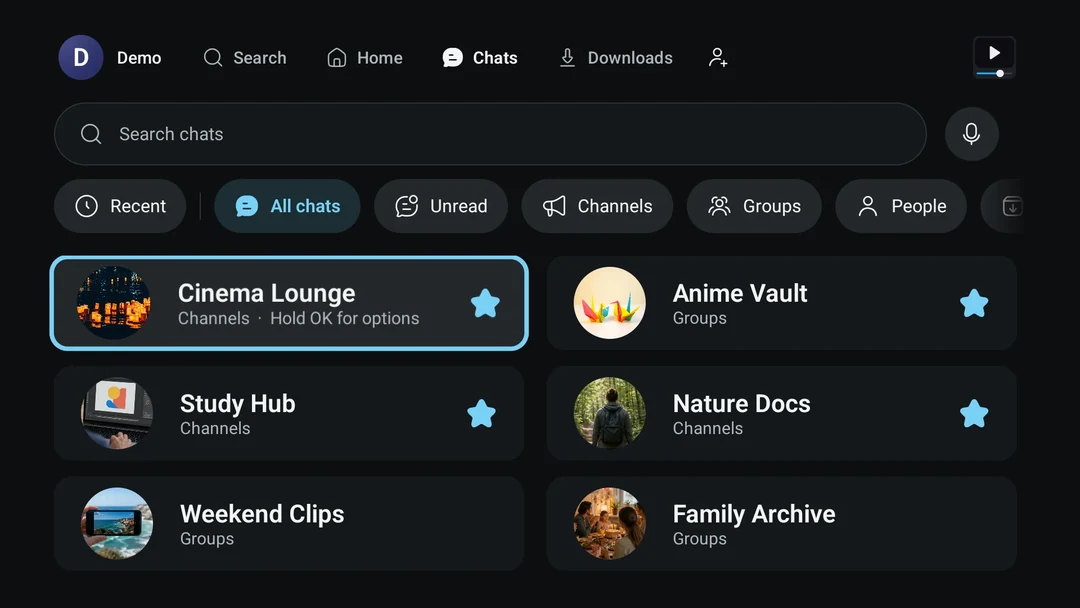 D Demo Search Home Chats Downloads
Search chats
Recent All chats Unread Channels Groups People
Cinema Lounge
Channels · Hold OK for options
Anime Vault
Groups
Study Hub
Channels
Nature Docs
Channels
Weekend Clips
Groups
Family Archive
Groups